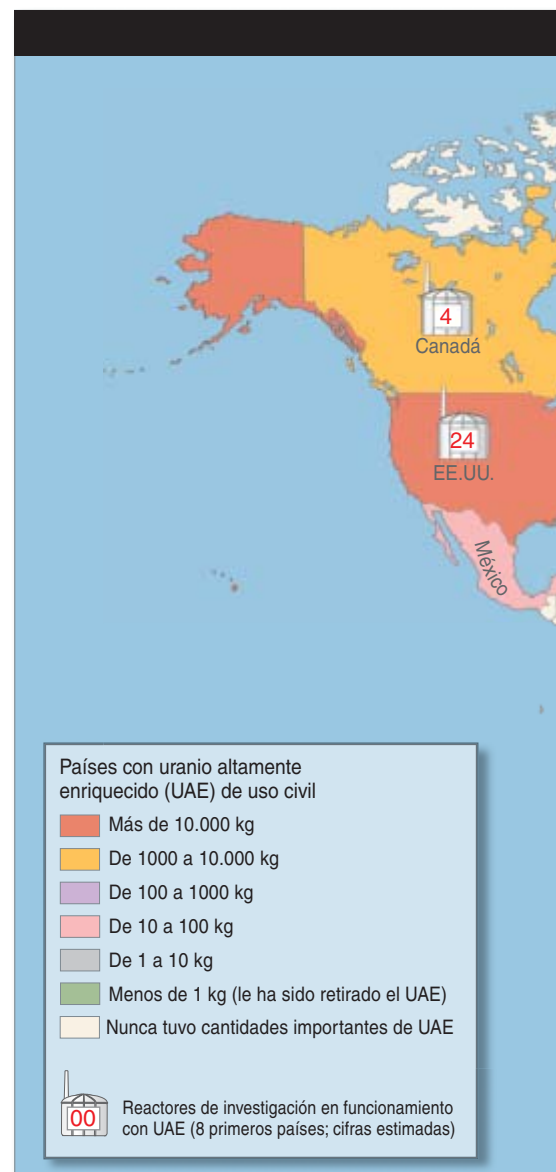 4
Canadá
24
EE.UU.
México
Países con uranio altamente
enriquecido (UAE) de uso civil
Más de 10.000 kg
De 1000 a 10.000 kg
De 100 a 1000 kg
De 10 a 100 kg
De 1 a 10 kg
Menos de 1 kg (le ha sido retirado el UAE)
Nunca tuvo cantidades importantes de UAE
00
Reactores de investigación en funcionamiento
con UAE (8 primeros países; cifras estimadas)